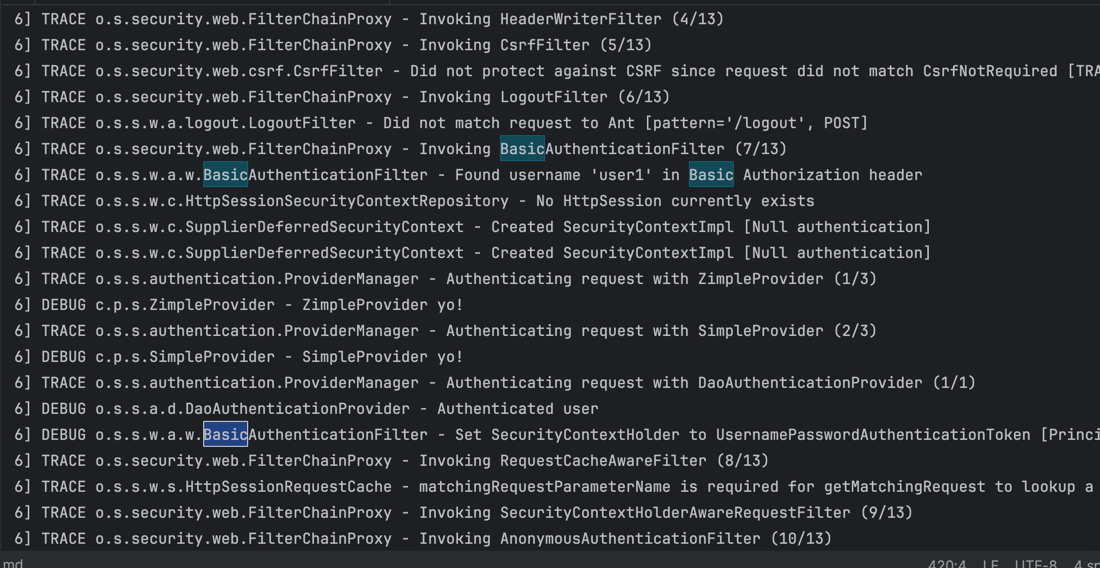 6] TRACE o.s.security.web.FilterChainProxy - Invoking HeaderWriterFilter (4/13)
6] TRACE o.s.security.web.FilterChainProxy - Invoking CsrfFilter (5/13)
6] TRACE o.s.security.web.csrf.CsrfFilter - Did not protect against CSRF since request did not match CsrfNotRequired [TRA
6] TRACE o.s.security.web.FilterChainProxy - Invoking LogoutFilter (6/13)
6] TRACE o.s.s.w.a.logout.LogoutFilter - Did not match request to Ant [pattern='/logout', POST]
6] TRACE o.s.security.web.FilterChainProxy - Invoking BasicAuthenticationFilter (7/13)
6] TRACE o.s.s.w.a.w.BasicAuthenticationFilter - Found username 'user1' in Basic Authorization header
6] TRACE o.s.s.w.c.HttpSessionSecurityContextRepository - No HttpSession currently exists
6] TRACE o.s.s.w.c.SupplierDeferredSecurityContext - Created SecurityContextImpl [Null authentication]
6] TRACE o.s.s.w.c.SupplierDeferredSecurityContext - Created SecurityContextImpl [Null authentication]
6] TRACE o.s.s.authentication.ProviderManager - Authenticating request with ZimpleProvider (1/3)
6] DEBUG c.p.s.ZimpleProvider - ZimpleProvider yo!
6] TRACE o.s.s.authentication.ProviderManager - Authenticating request with SimpleProvider (2/3)
6] DEBUG c.p.s.SimpleProvider - SimpleProvider yo!
6] TRACE o.s.s.authentication.ProviderManager - Authenticating request with DaoAuthenticationProvider (1/1)
6] DEBUG o.s.s.a.d.DaoAuthenticationProvider - Authenticated user
6] DEBUG o.s.s.w.a.w.BasicAuthenticationFilter - Set SecurityContextHolder to UsernamePasswordAuthenticationToken [Princi
6] TRACE o.s.security.web.FilterChainProxy - Invoking RequestCacheAwareFilter (8/13)
6] TRACE o.s.s.w.s.HttpSessionRequestCache - matchingRequestParameterName is required for getMatchingRequest to lookup a
6] TRACE o.s.security.web.FilterChainProxy - Invoking SecurityContextHolderAwareRequestFilter (9/13)
6] TRACE o.s.security.web.FilterChainProxy - Invoking AnonymousAuthenticationFilter (10/13)
md 420:4 LF UTF-8 4 sp